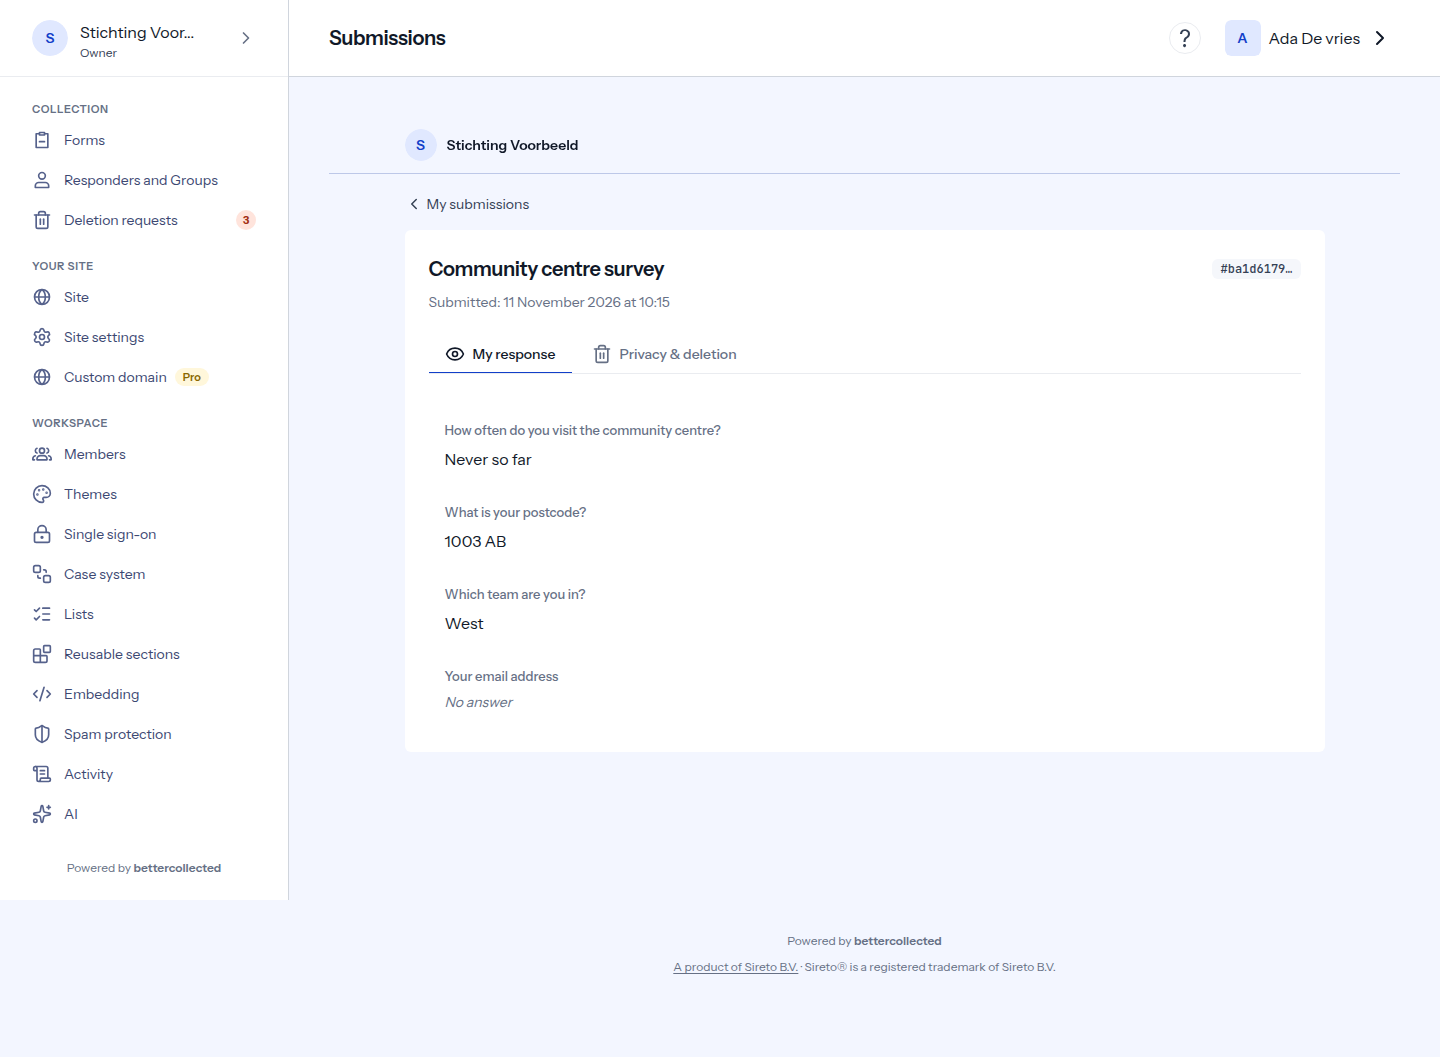 S
Stichting Voor...
Owner
Submissions
?
A
Ada De vries
COLLECTION
Forms
Responders and Groups
Deletion requests
3
YOUR SITE
Site
Site settings
Custom domain
Pro
WORKSPACE
Members
Themes
Single sign-on
Case system
Lists
Reusable sections
Embedding
Spam protection
Activity
AI
Powered by bettercollected
S
Stichting Voorbeeld
My submissions
Community centre survey
#ba1d6179…
Submitted: 11 November 2026 at 10:15
My response
Privacy & deletion
How often do you visit the community centre?
Never so far
What is your postcode?
1003 AB
Which team are you in?
West
Your email address
No answer
Powered by bettercollected
A product of Sireto B.V. · Sireto® is a registered trademark of Sireto B.V.